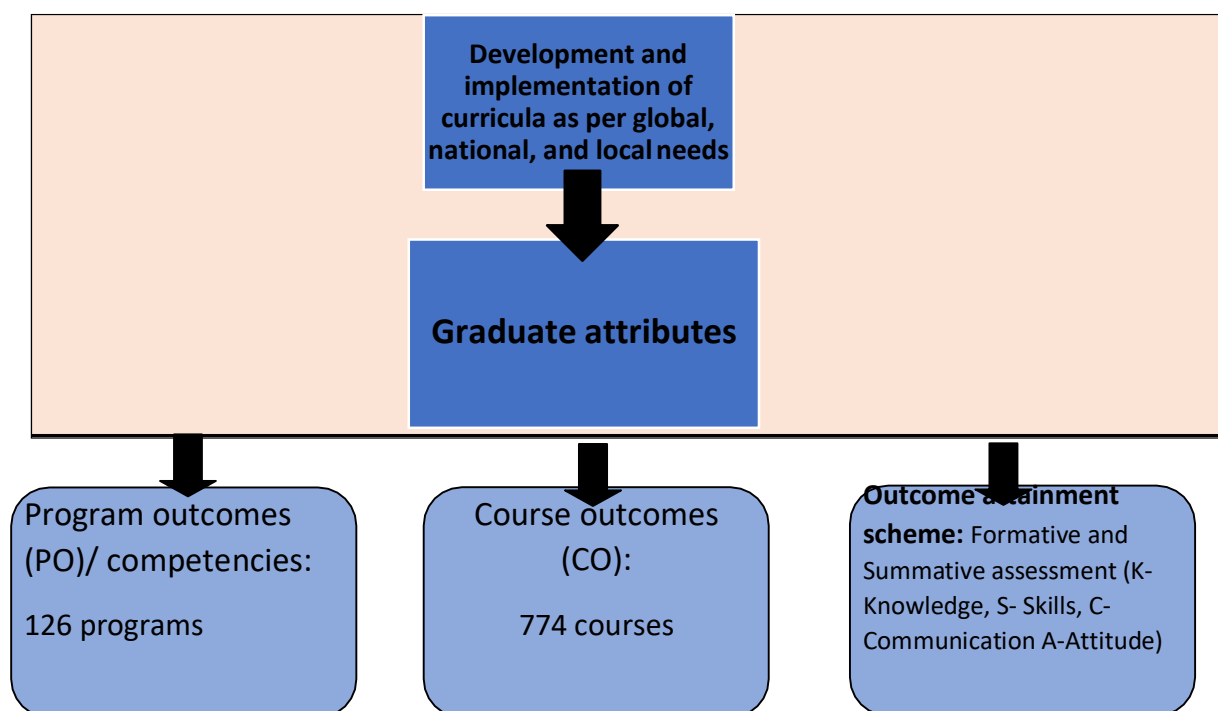 Development and
implementation of
curricula as per global,
national, and local needs
Graduate attributes
Program outcomes
(PO)/ competencies:
126 programs
Course outcomes
(CO):
774 courses
Outcome attainment
scheme: Formative and
Summative assessment (K-
Knowledge, S- Skills, C-
Communication A-Attitude)